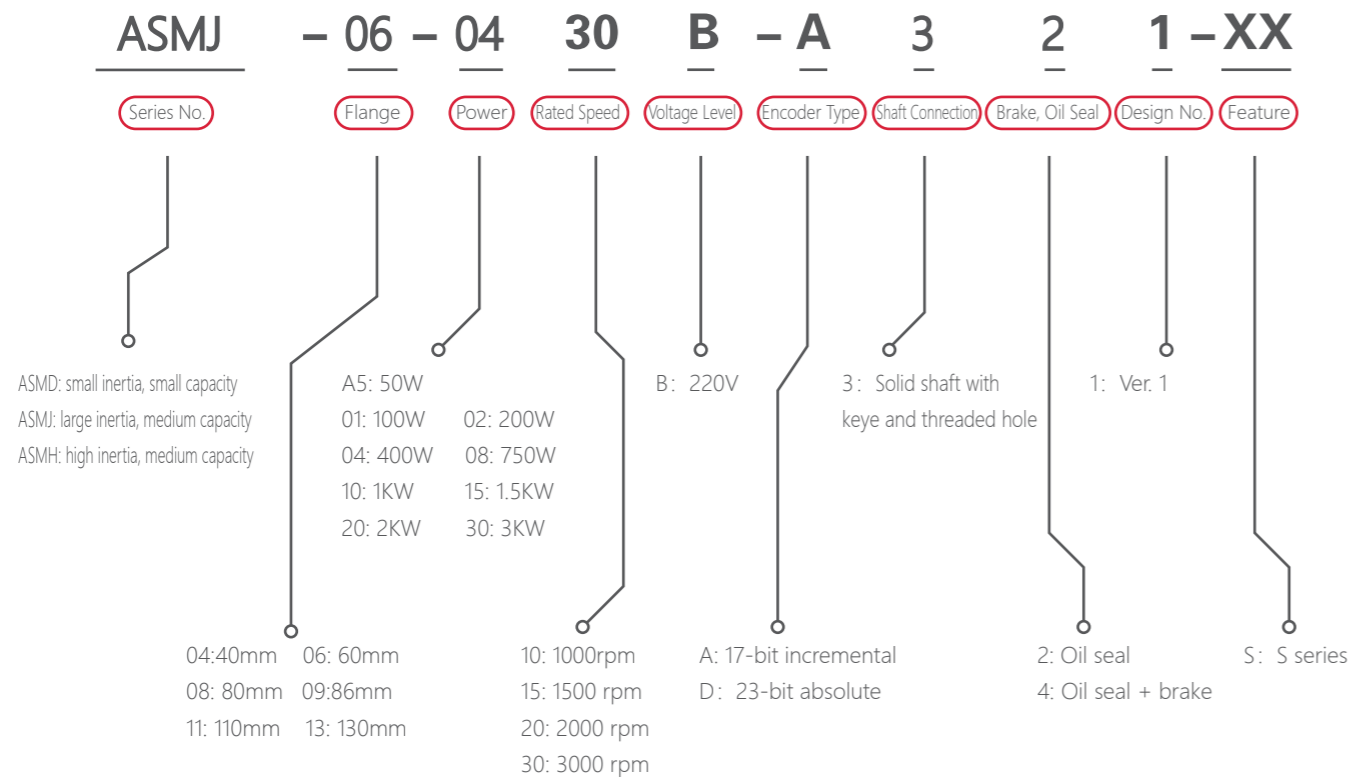 ASMJ – 06 – 04 30 B – A 3 2 1 – XX
Series No. Flange Power Rated Speed Voltage Level Encoder Type Shaft Connection Brake, Oil Seal Design No. Feature
ASMD: small inertia, small capacity
ASMJ: large inertia, medium capacity
ASMH: high inertia, medium capacity
A5: 50W
01: 100W 02: 200W
04: 400W 08: 750W
10: 1KW 15: 1.5KW
20: 2KW 30: 3KW
B: 220V
3: Solid shaft with
keye and threaded hole
1: Ver. 1
04:40mm 06: 60mm
08: 80mm 09:86mm
11: 110mm 13: 130mm
10: 1000rpm
15: 1500 rpm
20: 2000 rpm
30: 3000 rpm
A: 17-bit incremental
D: 23-bit absolute
2: Oil seal
4: Oil seal + brake
S: S series